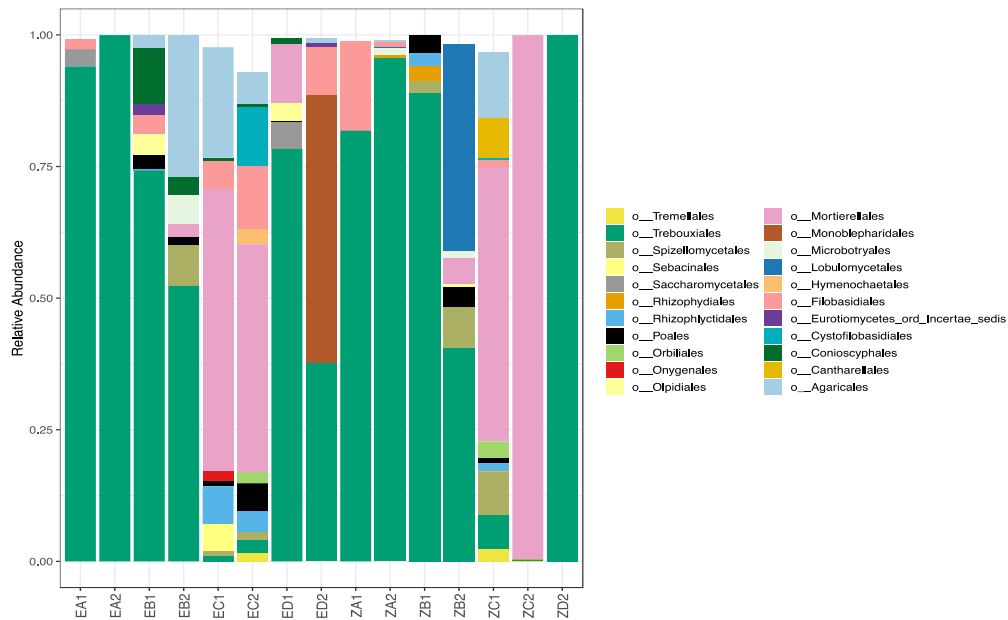 1.00
0.75
0.50
0.25
0.00
Relative Abundance
EA1
EA2
EB1
EB2
EC1
EC2
ED1
ED2
ZA1
ZA2
ZB1
ZB2
ZC1
ZC2
ZD2
o__Tremellales
o__Trebouxiales
o__Spizellomycetales
o__Sebacinales
o__Saccharomycetales
o__Rhizophydiales
o__Rhizophlyctidales
o__Poales
o__Orbiliales
o__Onygenales
o__Olpidiales
o__Mortierellales
o__Monoblepharidales
o__Microbotryales
o__Lobulomycetales
o__Hymenochaetales
o__Filobasidiales
o__Eurotiomycetes_ord_Incertae_sedis
o__Cystofilobasidiales
o__Conioscyphales
o__Cantharellales
o__Agaricales